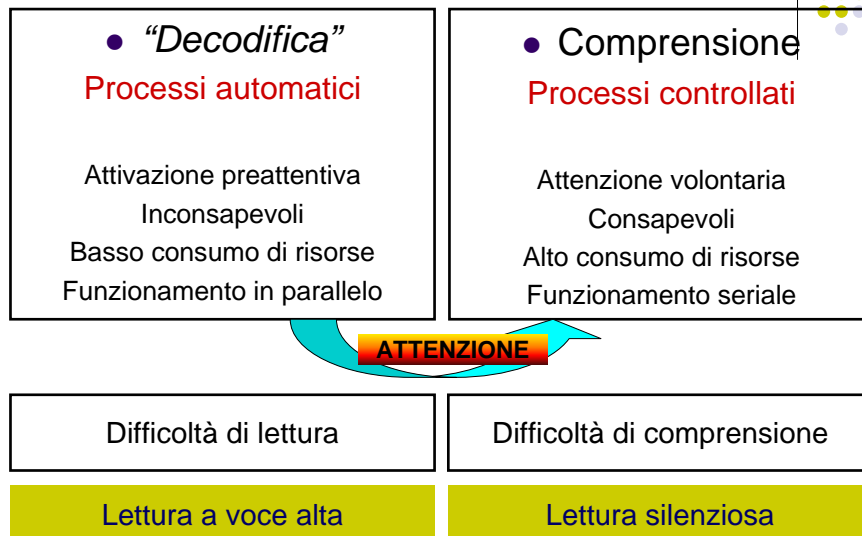 “Decodifica”
Processi automatici
Attivazione preattentiva
Inconsapevoli
Basso consumo di risorse
Funzionamento in parallelo
Comprensione
Processi controllati
Attenzione volontaria
Consapevoli
Alto consumo di risorse
Funzionamento seriale
ATTENZIONE
Difficoltà di lettura
Difficoltà di comprensione
Lettura a voce alta
Lettura silenziosa